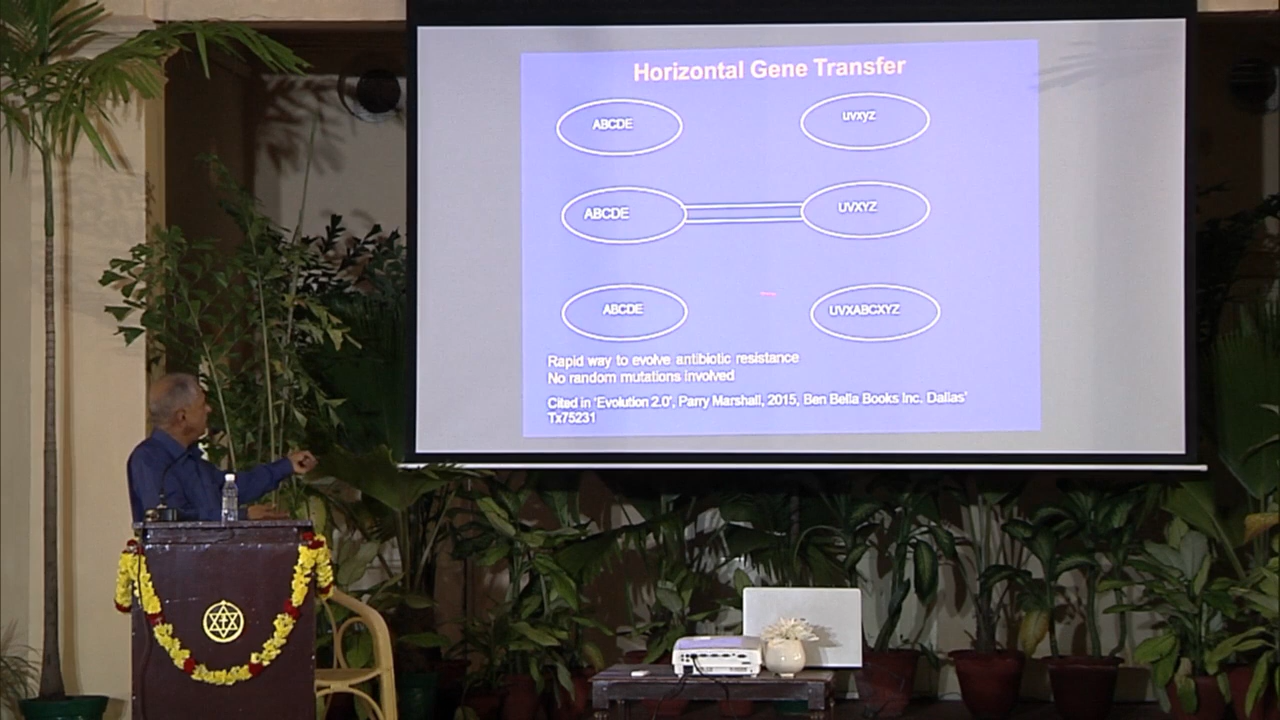 Horizontal Gene Transfer
ABCDE
UVXYZ
ABCDE
UVXYZ
ABCDE
UVXABCXYZ
Rapid way to evolve antibiotic resistance
No random mutations involved
Cited in 'Evolution 2.0', Parry Marshall, 2015, Ben Bella Books Inc. Dallas'
Tx75231